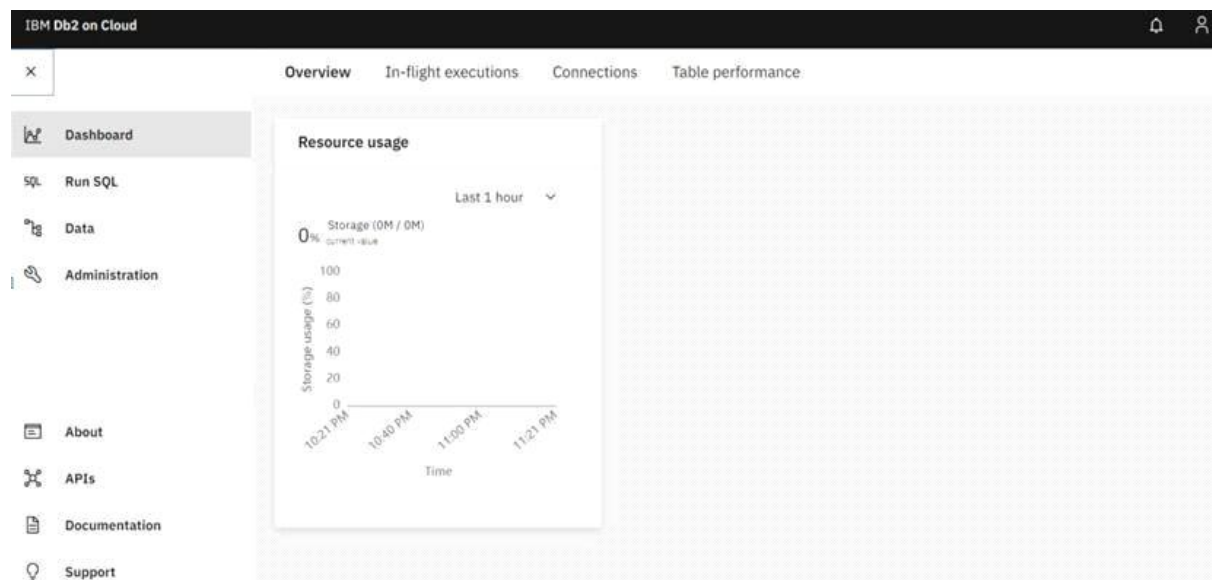 IBM Db2 on Cloud
Overview In-flight executions Connections Table performance
Dashboard
SQL Run SQL
Data
Administration
About
APIs
Documentation
Support
Resource usage
Last 1 hour
0% Storage (0M / 0M)
current value
Storage usage (%)
100
80
60
40
20
0
10:21 PM 10:40 PM 11:00 PM 11:21 PM
Time